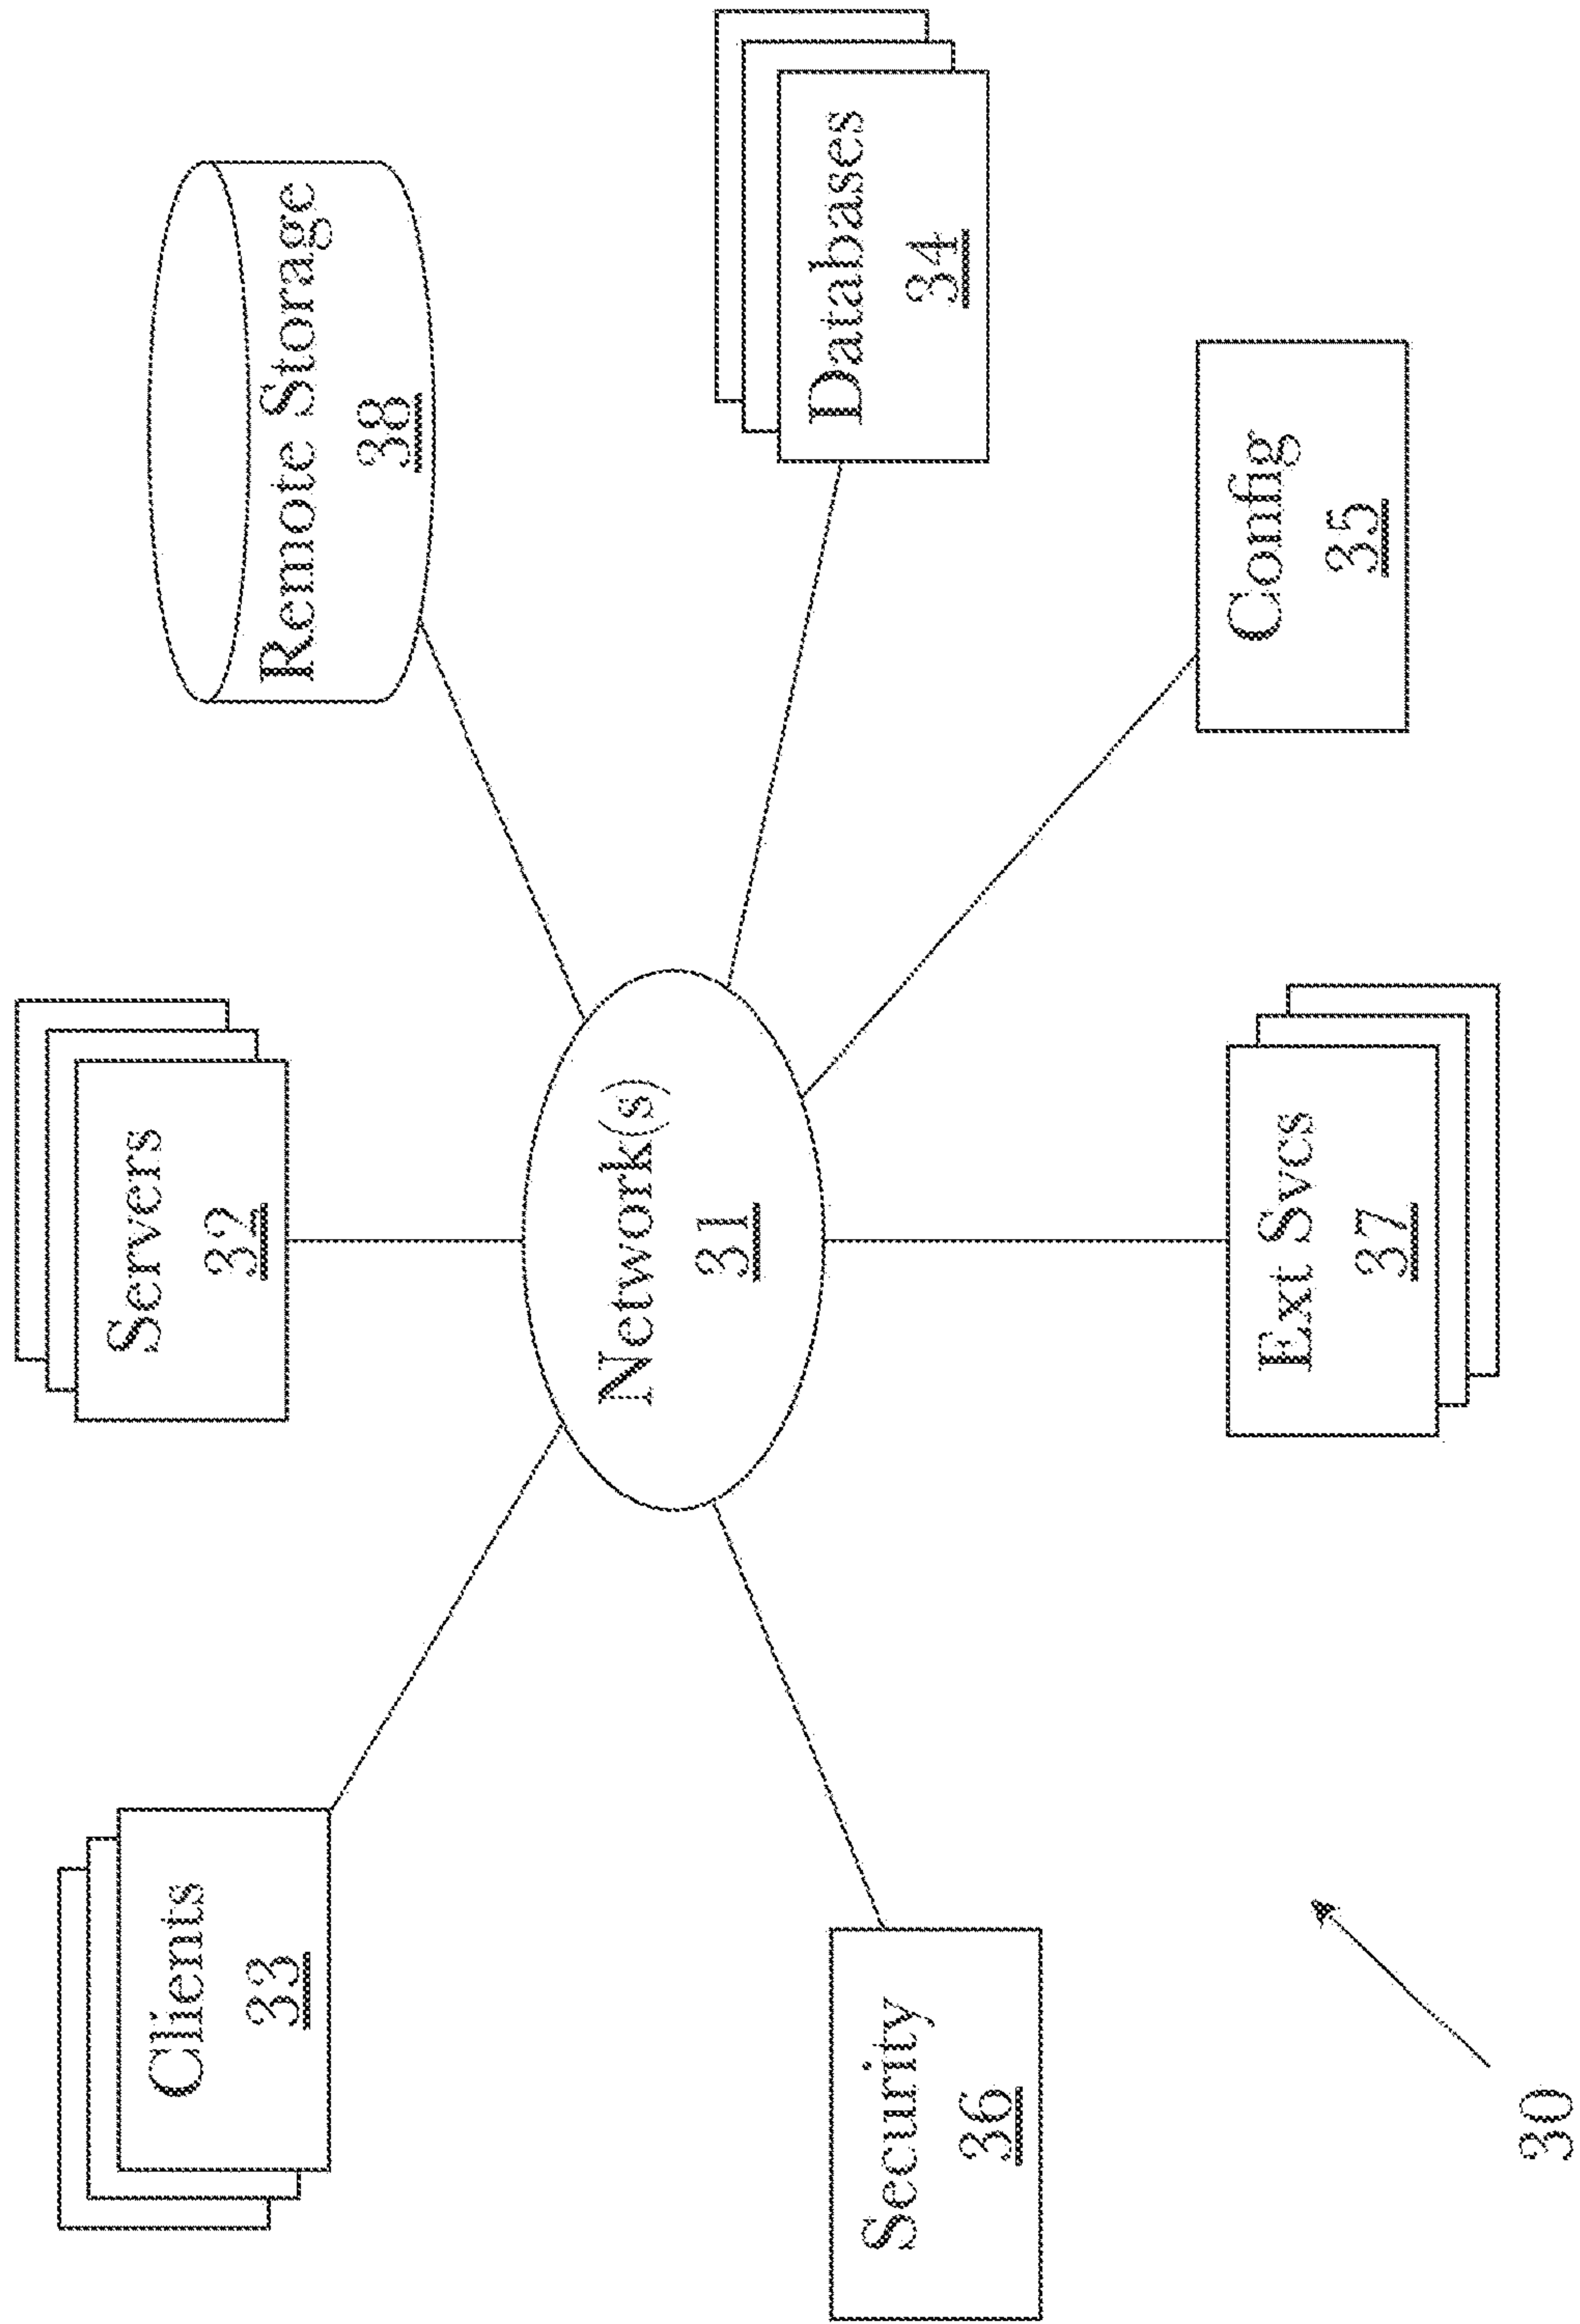 Clients
33
Servers
32
Remote Storage
38
Network(s)
31
Databases
34
Security
36
Ext Svcs
37
Config
35
30